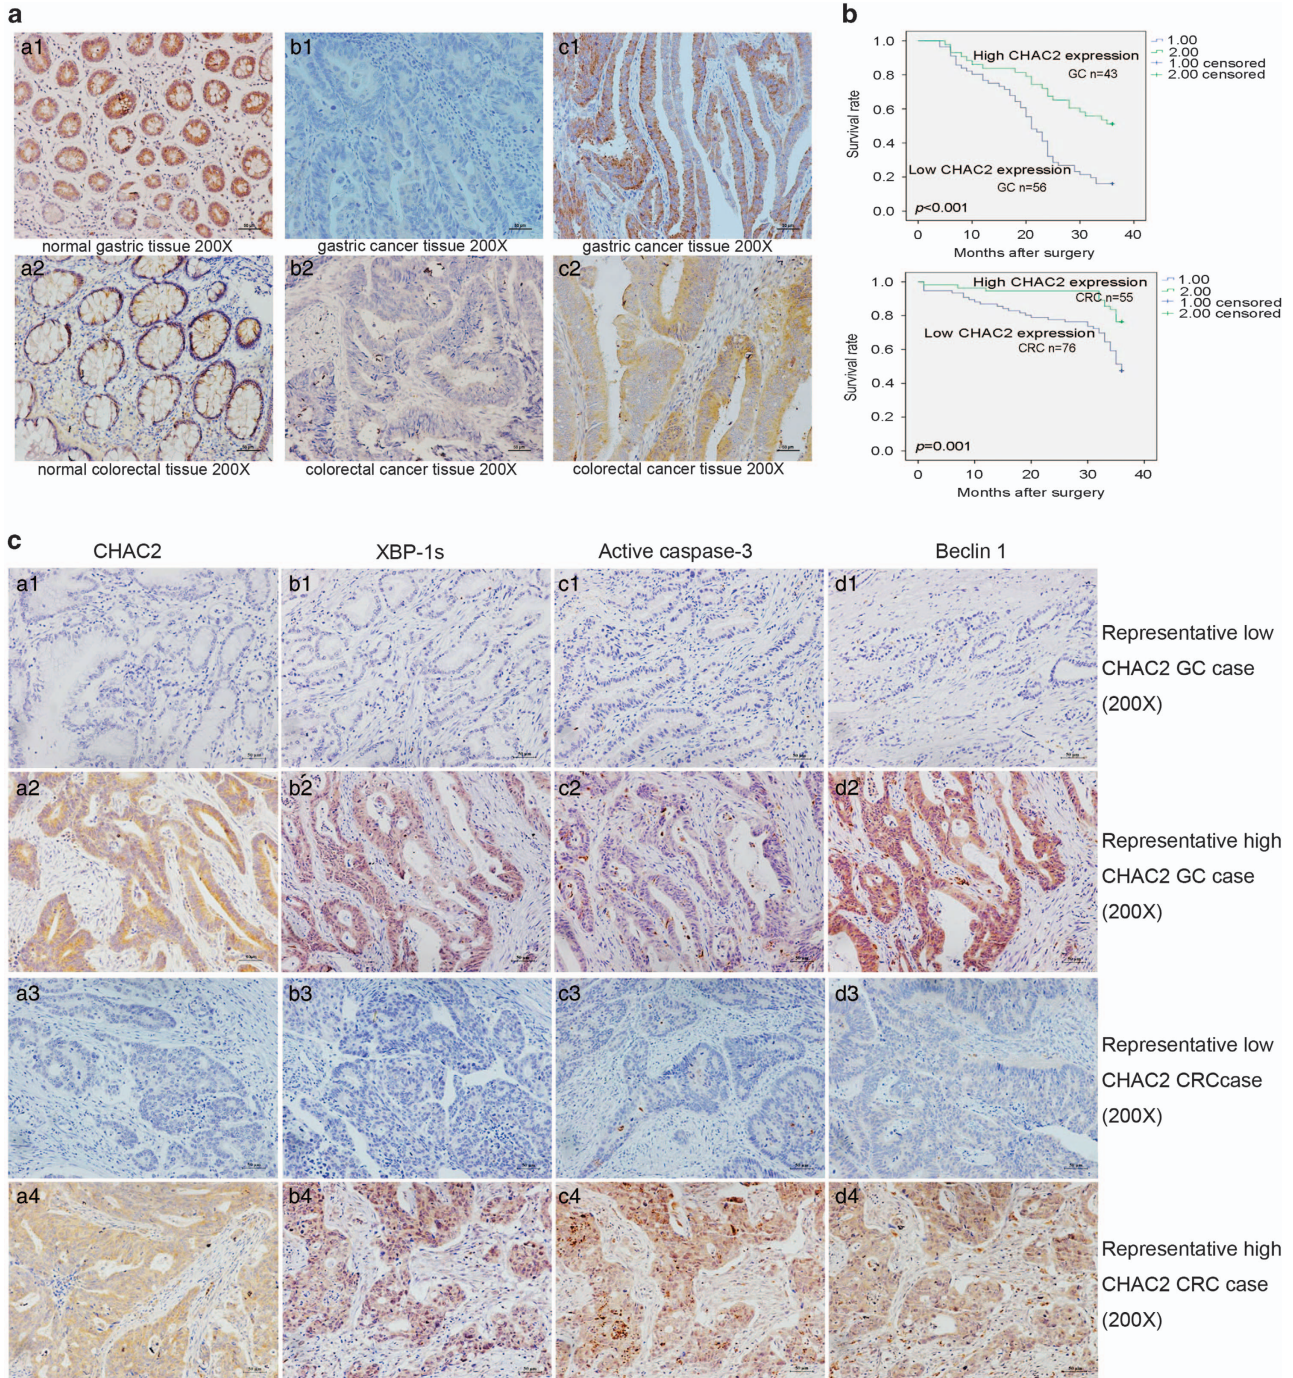 a
b
a1
b1
c1
normal gastric tissue 200X
gastric cancer tissue 200X
gastric cancer tissue 200X
a2
b2
c2
normal colorectal tissue 200X
colorectal cancer tissue 200X
colorectal cancer tissue 200X
1.0
0.8
0.6
0.4
0.2
0.0
Survival rate
High CHAC2 expression
GC n=43
Low CHAC2 expression
GC n=56
p<0.001
0 10 20 30 40
Months after surgery
1.00
2.00
1.00 censored
2.00 censored
1.0
0.8
0.6
0.4
0.2
0.0
Survival rate
High CHAC2 expression
CRC n=55
Low CHAC2 expression
CRC n=76
p=0.001
0 10 20 30 40
Months after surgery
1.00
2.00
1.00 censored
2.00 censored
c
CHAC2
XBP-1s
Active caspase-3
Beclin 1
a1
b1
c1
d1
Representative low
CHAC2 GC case
(200X)
a2
b2
c2
d2
Representative high
CHAC2 GC case
(200X)
a3
b3
c3
d3
Representative low
CHAC2 CRCcase
(200X)
a4
b4
c4
d4
Representative high
CHAC2 CRC case
(200X)